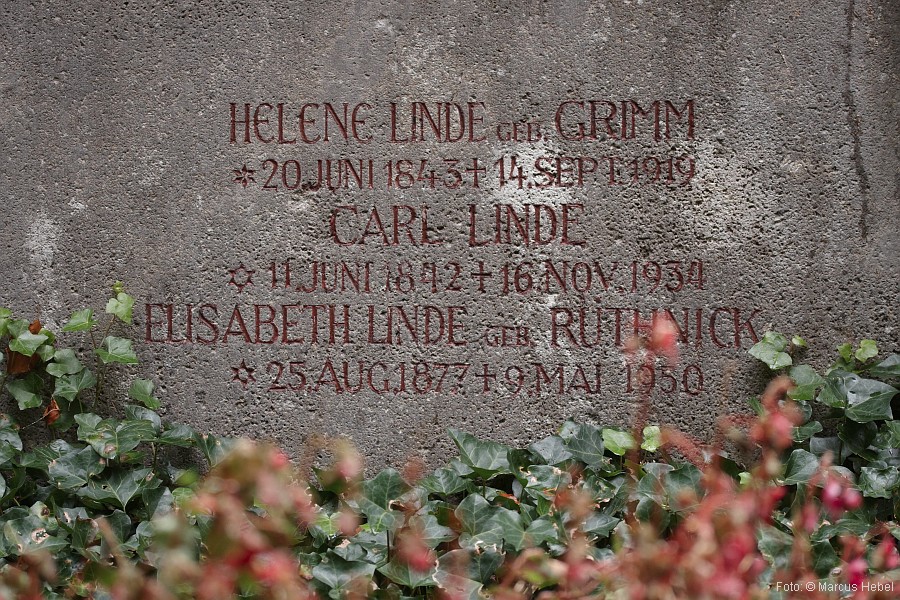 HELENE LINDE GEB. GRIMM
* 20. JUNI 1843 † 14. SEPT. 1919
CARL LINDE
* 11. JUNI 1842 † 16. NOV. 1934
ELISABETH LINDE GEB. RÜTHNICK
* 25. AUG. 1877 † 9. MAI 1950
Foto: © Marcus Hebel